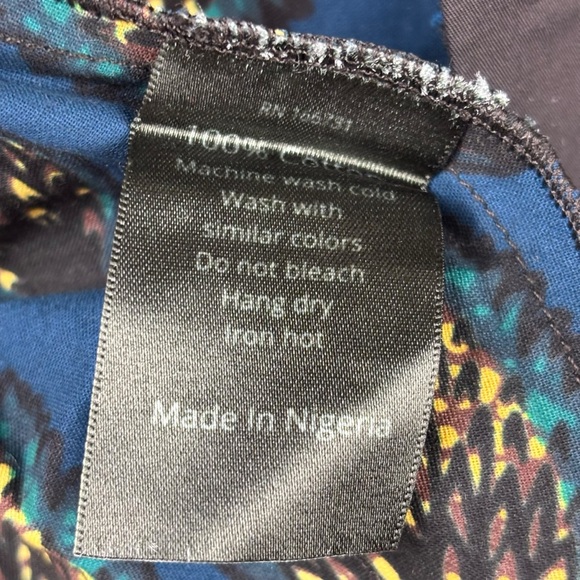 100% Cotton
Machine wash cold
Wash with
similar colors
Do not bleach
Hang dry
Iron hot
Made In Nigeria